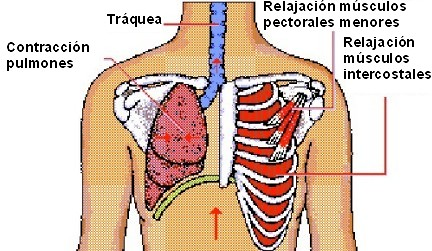 Tráquea
Contracción
pulmones
Relajación músculos
pectorales menores
Relajación
músculos
intercostales